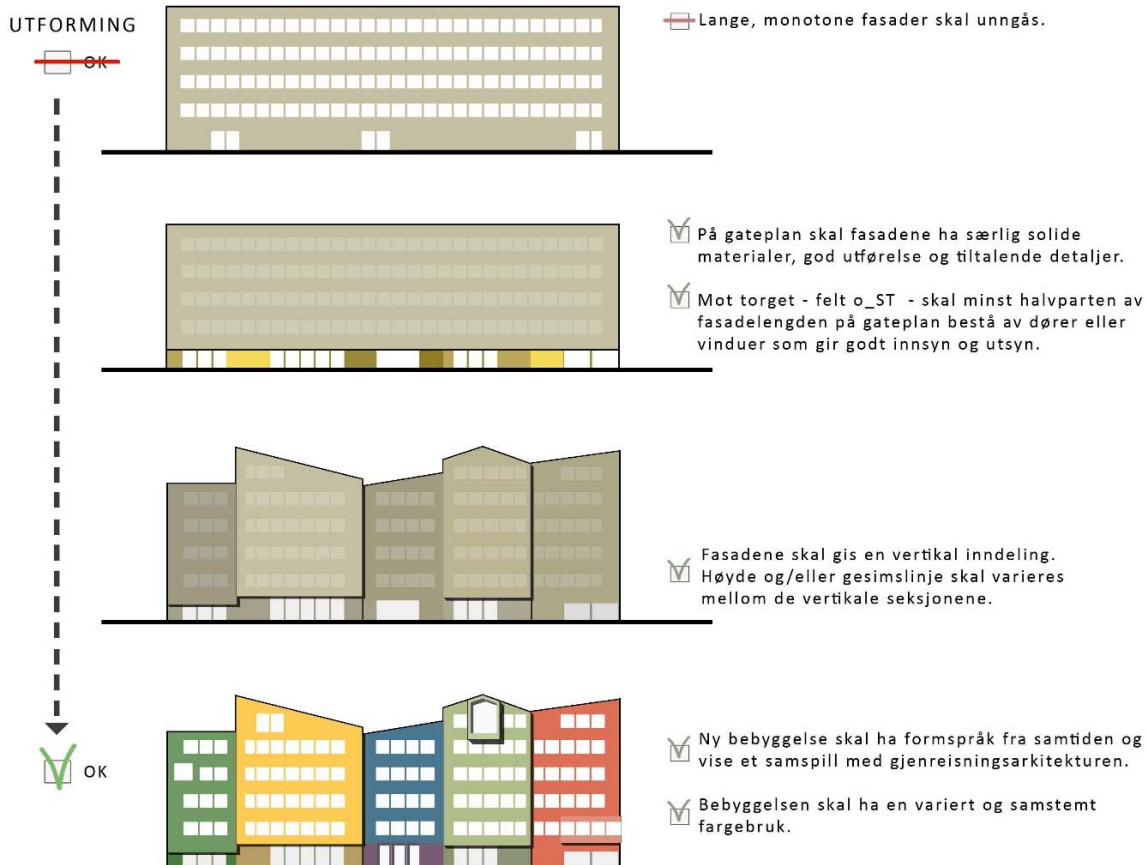 UTFORMING
OK
Lange, monotone fasader skal unngås.
På gateplan skal fasadene ha særlig solide
materialer, god utførelse og tiltalende detaljer.
Mot torget - felt o_ST - skal minst halvparten av
fasadelengden på gateplan bestå av dører eller
vinduer som gir godt innsyn og utsyn.
Fasadene skal gis en vertikal inndeling.
Høyde og/eller gesimslinje skal varieres
mellom de vertikale seksjonene.
OK
Ny bebyggelse skal ha formspråk fra samtiden og
vise et samspill med gjenreisningsarkitekturen.
Bebyggelsen skal ha en variert og samstemt
fargebruk.